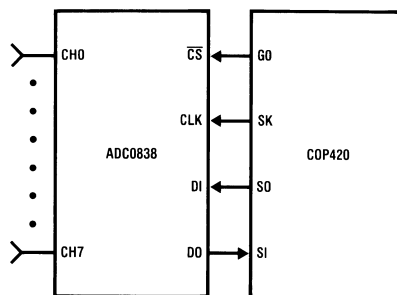 CH0 CS G0
CLK SK
ADC0838 COP420
DI SO
CH7 DO SI